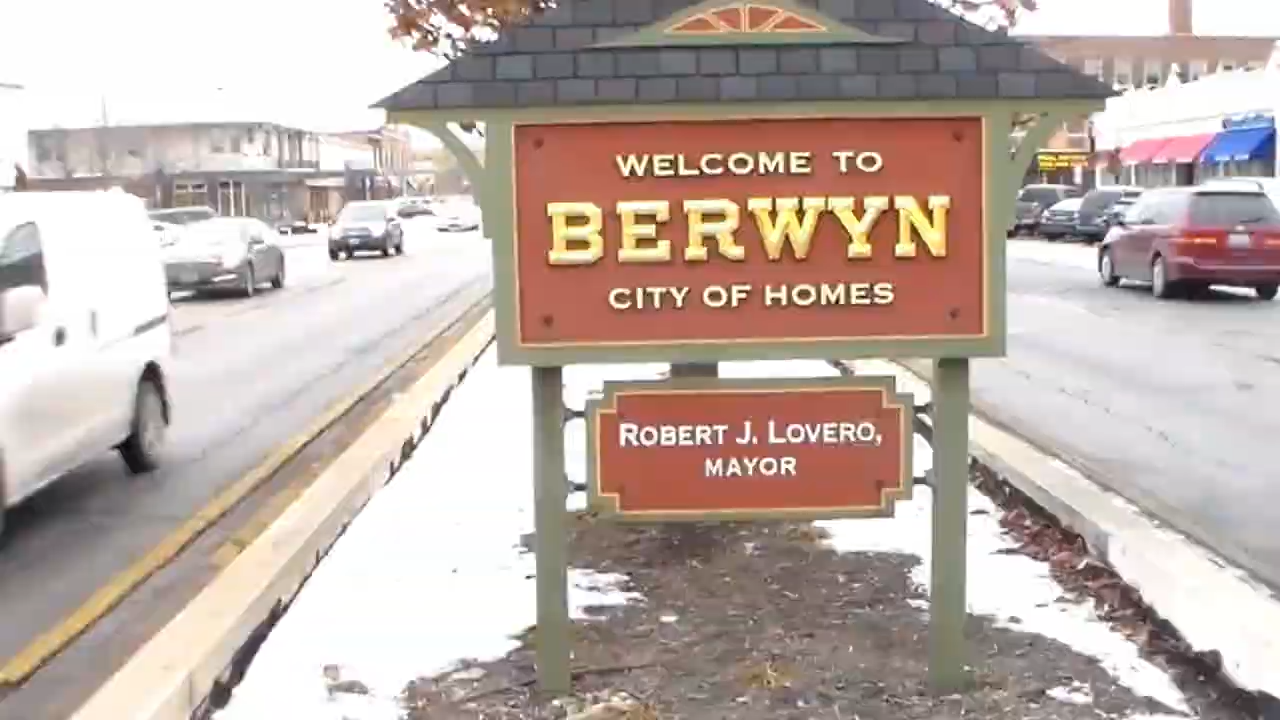 WELCOME TO
BERWYN
CITY OF HOMES
ROBERT J. LOVERO,
MAYOR